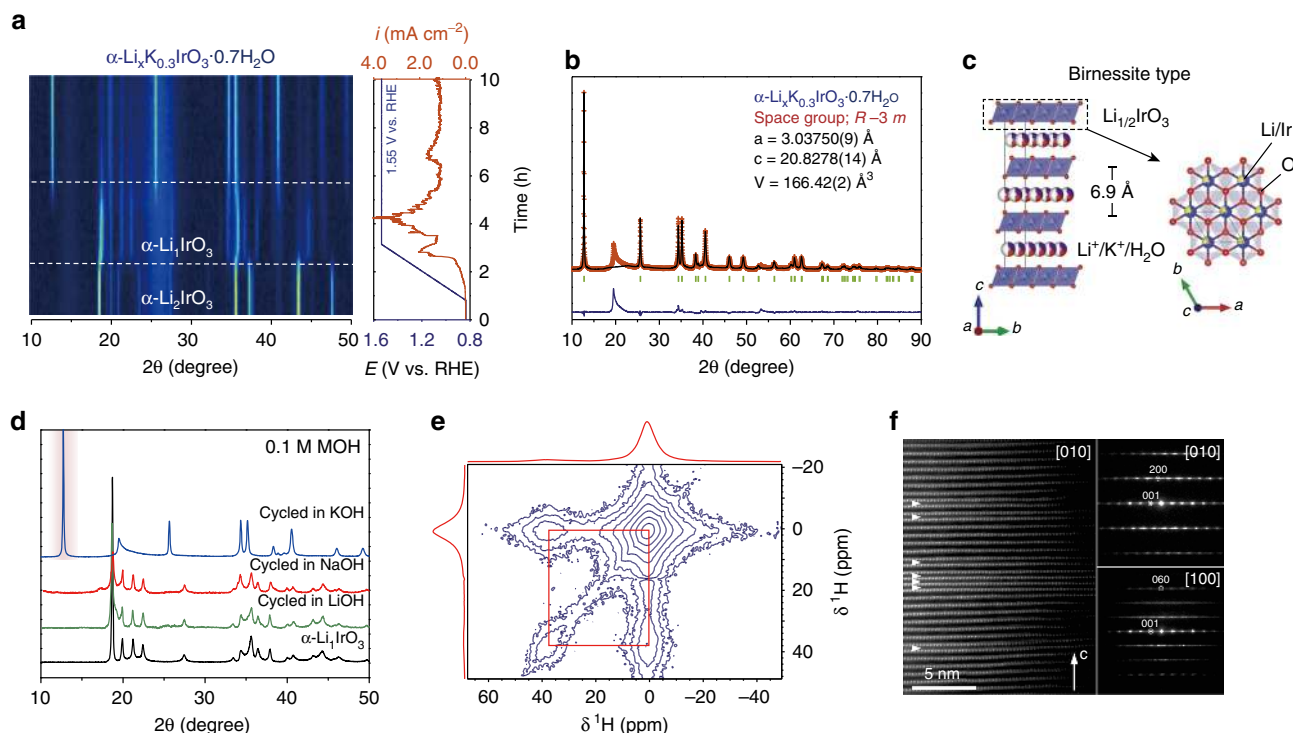 a
α-LiₓK₀.₃IrO₃·0.7H₂O
α-Li₁IrO₃
α-Li₂IrO₃
10 20 30 40 50
2θ (degree)
i (mA cm⁻²)
4.0 2.0 0.0
1.55 V vs. RHE
10
8
6
4
2
0
Time (h)
1.6 1.2 0.8
E (V vs. RHE)
b
α-LiₓK₀.₃IrO₃·0.7H₂O
Space group; R–3 m
a = 3.03750(9) Å
c = 20.8278(14) Å
V = 166.42(2) Å³
10 20 30 40 50 60 70 80 90
2θ (degree)
c
Birnessite type
Li₁/₂IrO₃
6.9 Å
Li⁺/K⁺/H₂O
c
a
b
Li/Ir
O
b
c
a
d
0.1 M MOH
Cycled in KOH
Cycled in NaOH
Cycled in LiOH
α-Li₁IrO₃
10 20 30 40 50
2θ (degree)
e
–20
0
20
40
δ ¹H (ppm)
60 40 20 0 –20 –40
δ ¹H (ppm)
f
[010]
5 nm
c
[010]
200
001
[100]
060
001